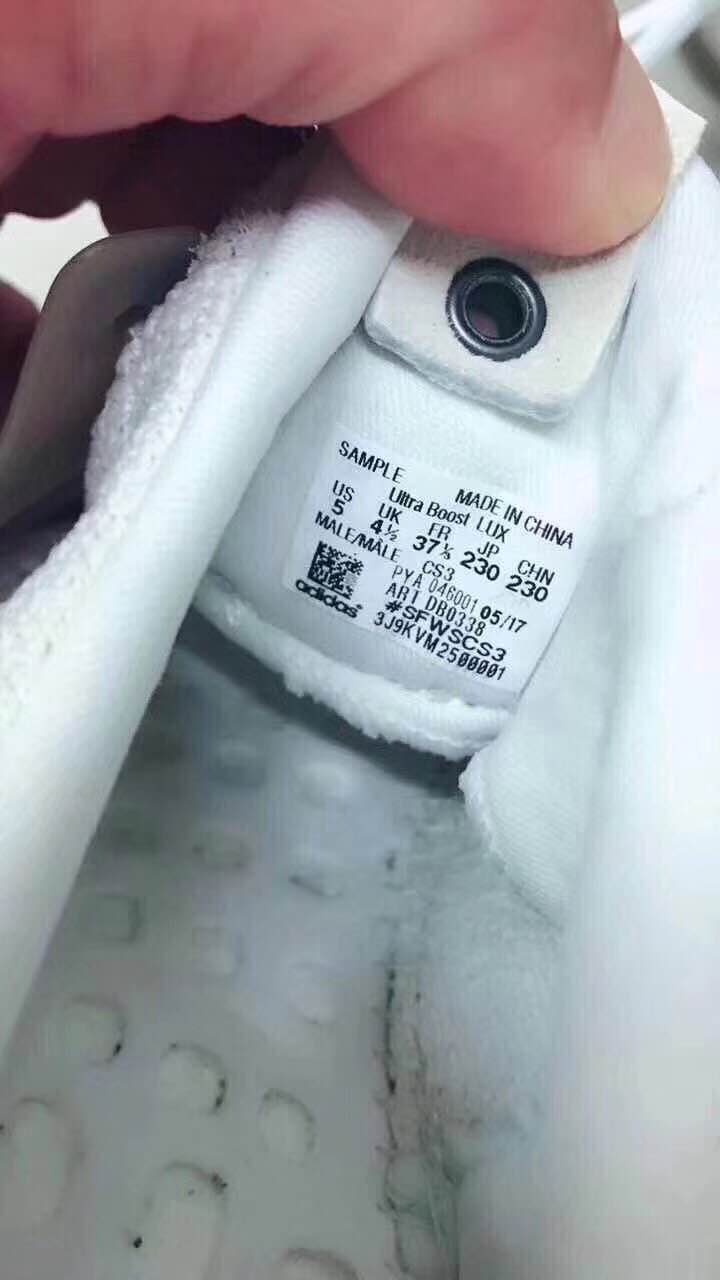 SAMPLE
MADE IN CHINA
Ultra Boost LUX
US UK FR JP CHN
5 4½ 37⅓ 230 230
MALE/MÂLE CS3
PYA 046001 05/17
ART DB0338
#SFWSCS3
3J9KVM2500001
adidas